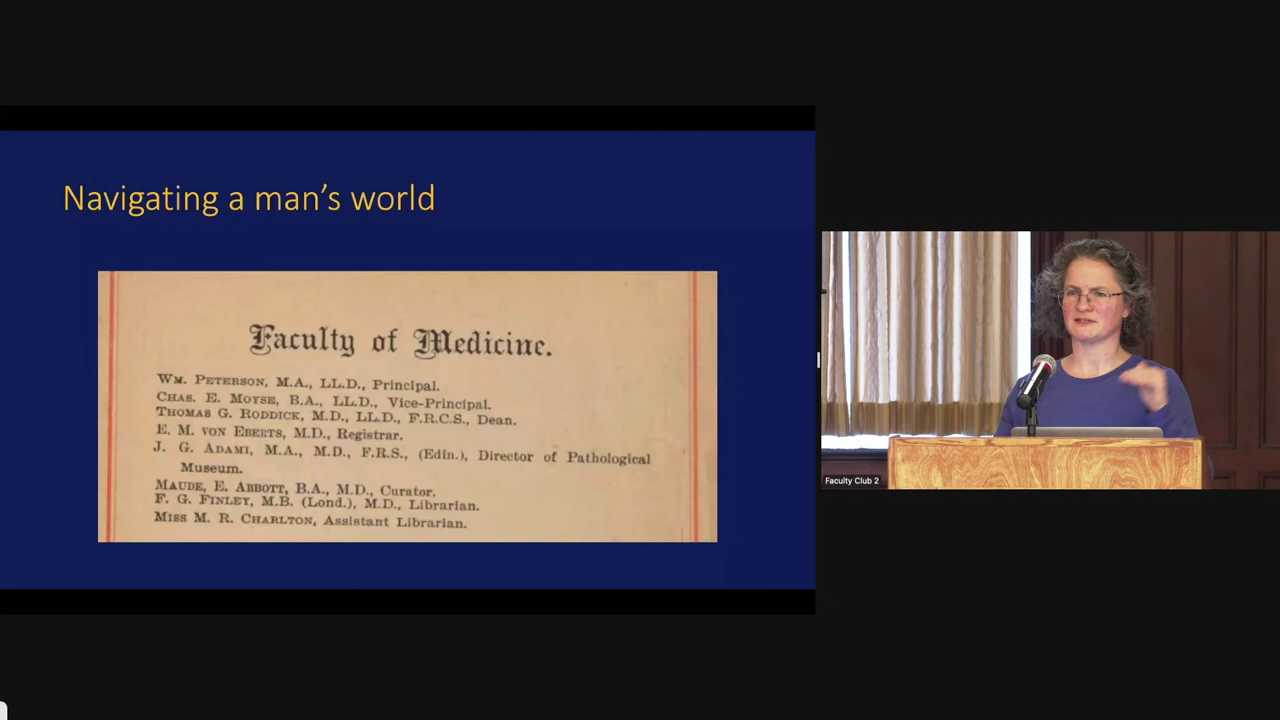 Navigating a man’s world
Faculty of Medicine.
WM. PETERSON, M.A., LL.D., Principal.
CHAS. E. MOYSE, B.A., LL.D., Vice-Principal.
THOMAS G. RODDICK, M.D., LL.D., F.R.C.S., Dean.
E. M. VON EBERTS, M.D., Registrar.
J. G. ADAMI, M.A., M.D., F.R.S., (Edin.), Director of Pathological
Museum.
MAUDE, E. ABBOTT, B.A., M.D., Curator.
F. G. FINLEY, M.B. (Lond.), M.D., Librarian.
MISS M. R. CHARLTON, Assistant Librarian.
Faculty Club 2